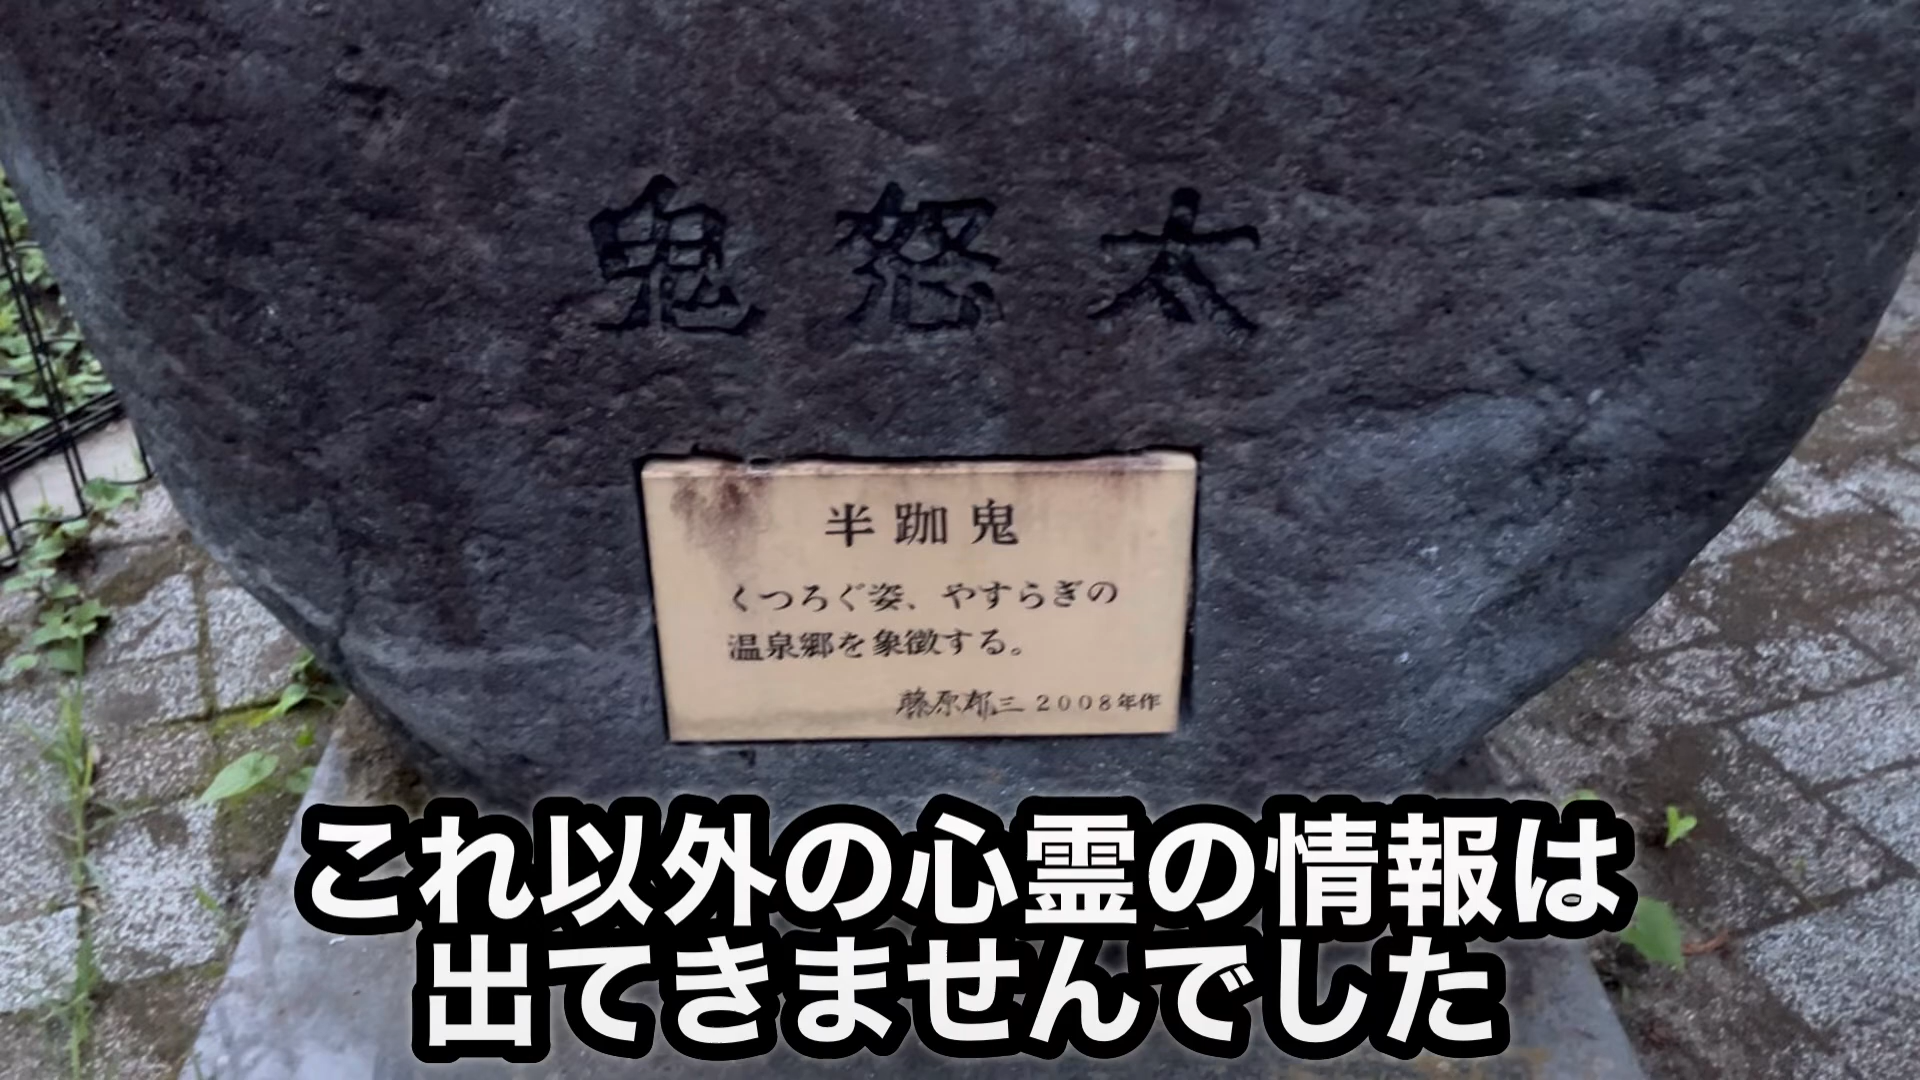 鬼怒太
半跏鬼
くつろぐ姿、やすらぎの
温泉郷を象徴する。
藤原郁三 2008年作
これ以外の心霊の情報は
出てきませんでした